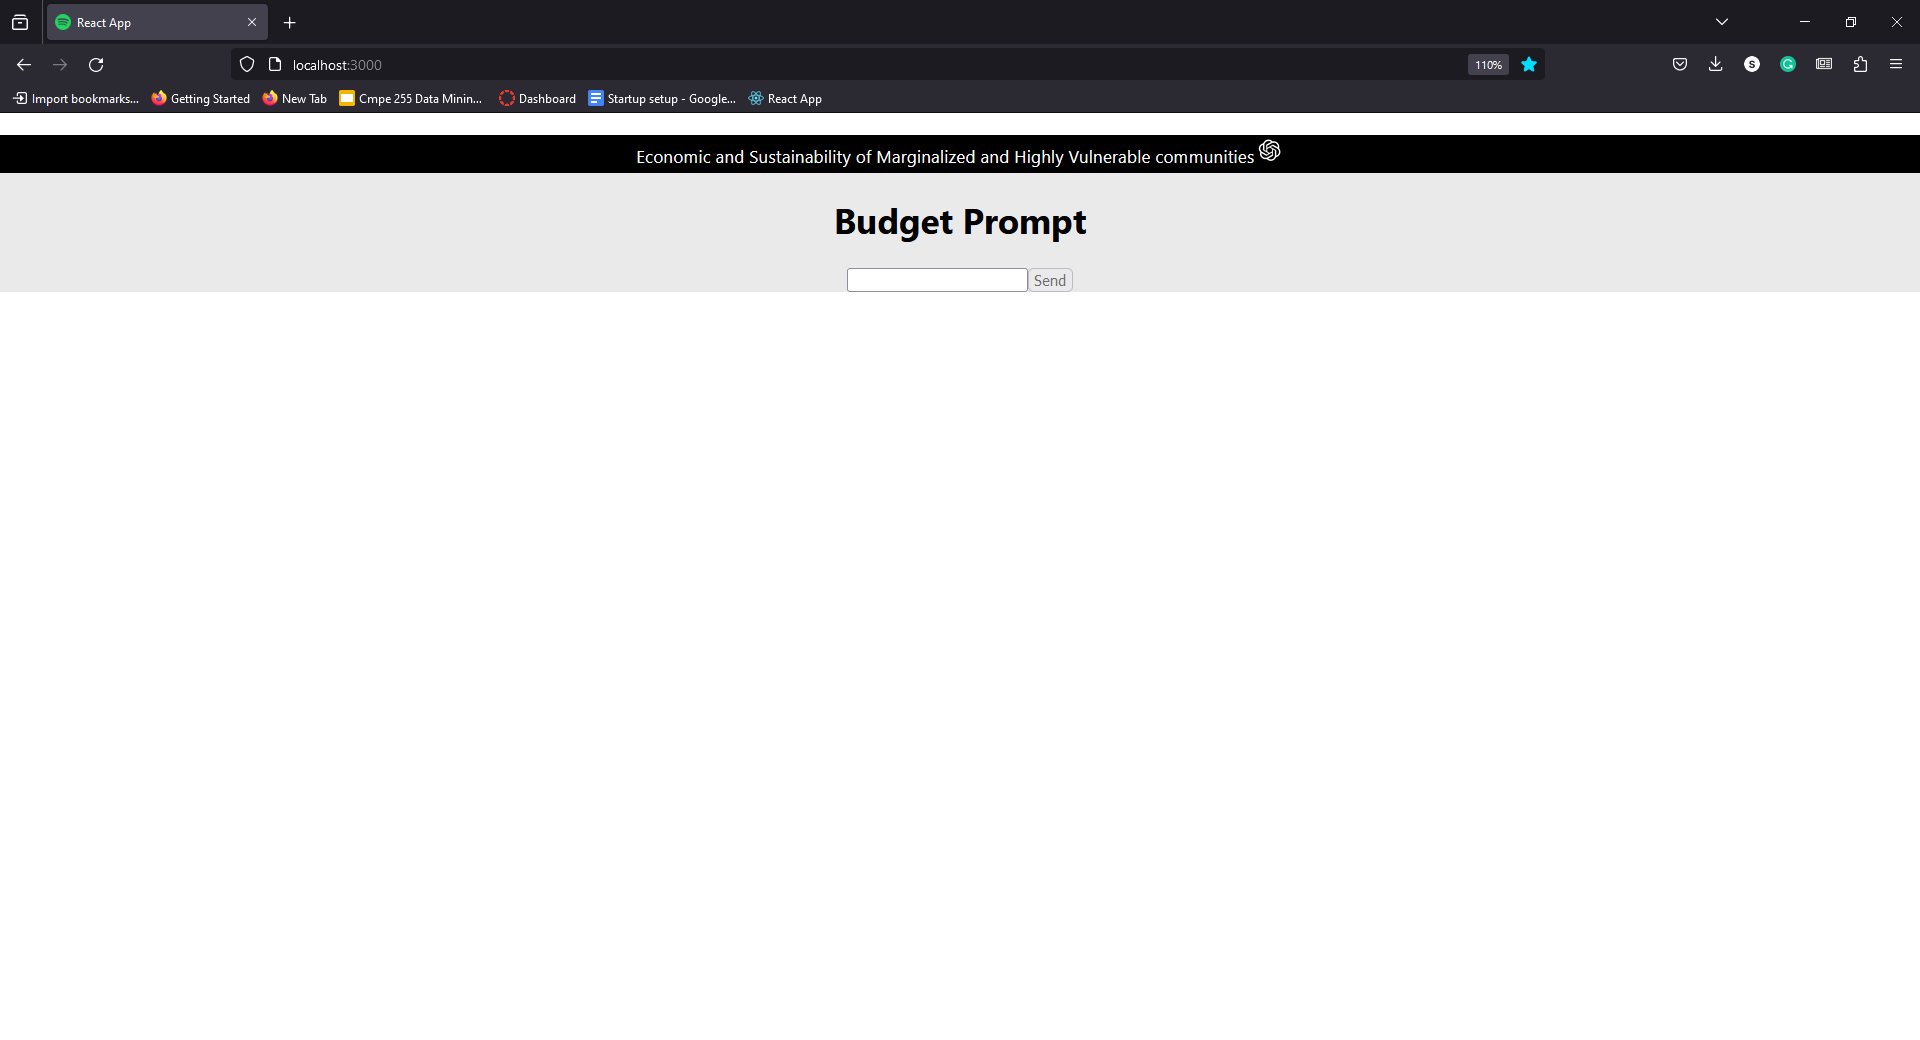 React App
localhost:3000
110%
Import bookmarks...
Getting Started
New Tab
Cmpe 255 Data Minin...
Dashboard
Startup setup - Google...
React App
Economic and Sustainability of Marginalized and Highly Vulnerable communities
Budget Prompt
Send